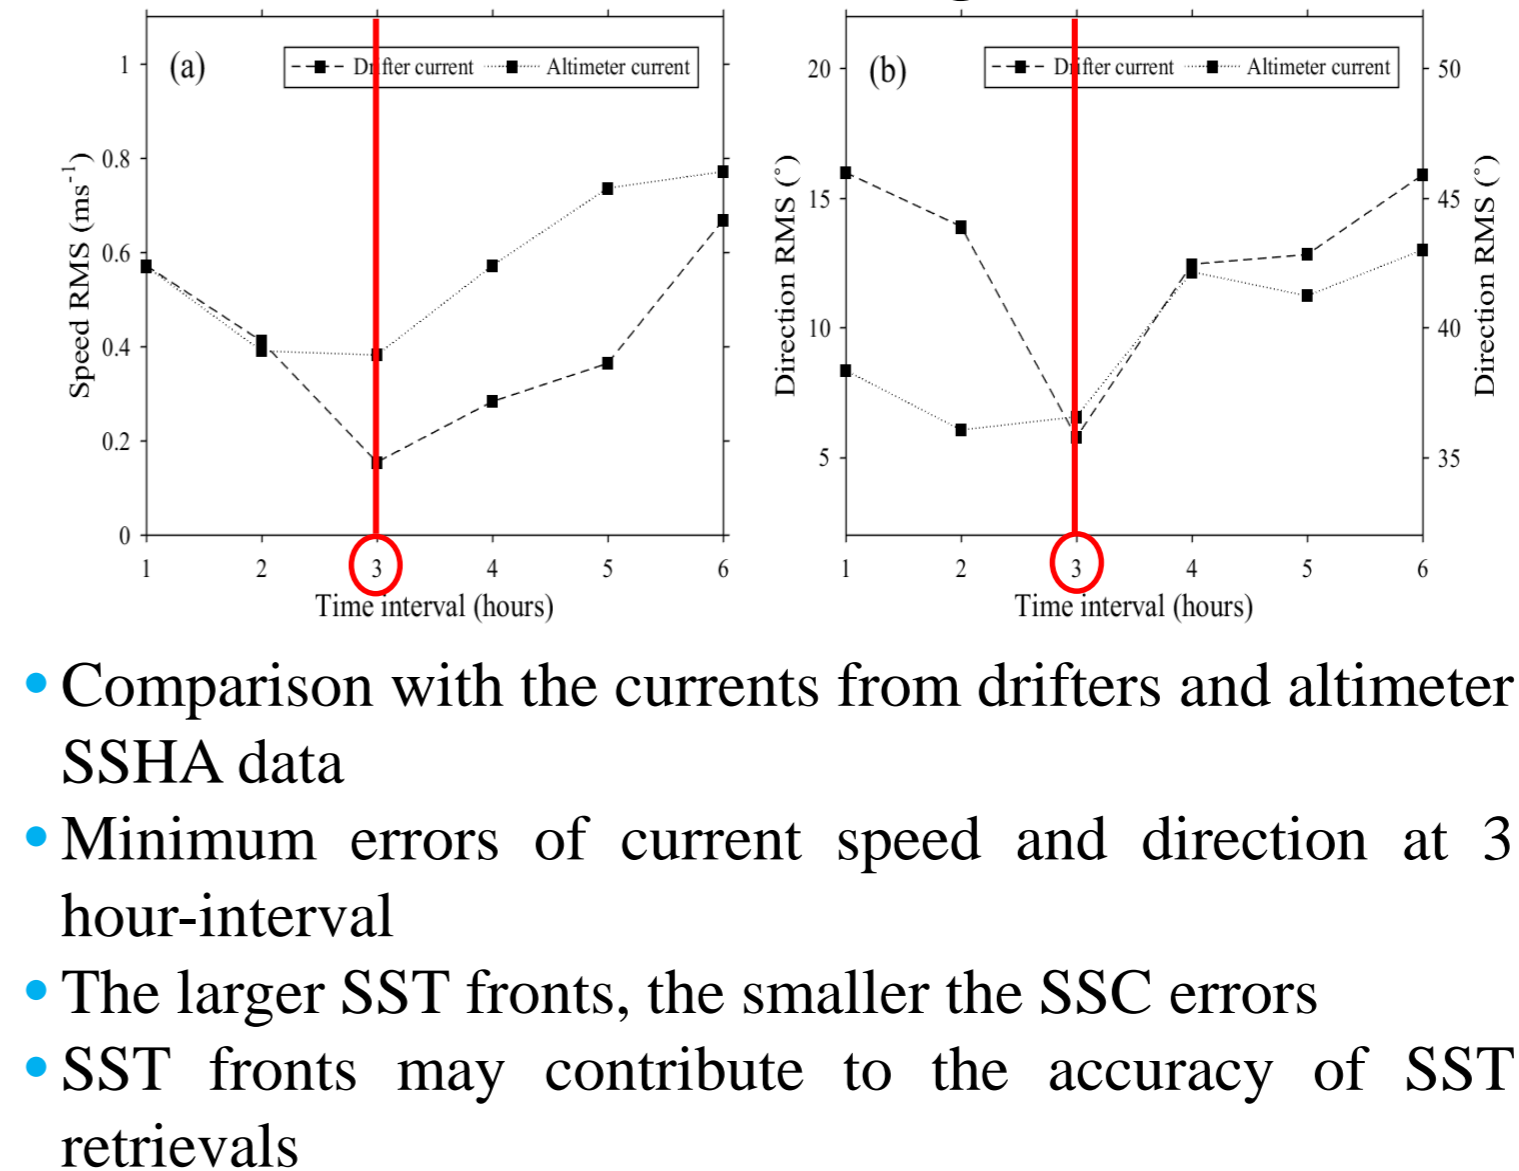 (a)
Drifter current
Altimeter current
1
0.8
0.6
0.4
0.2
0
Speed RMS (ms-1)
1 2 3 4 5 6
Time interval (hours)
(b)
Drifter current
Altimeter current
20
15
10
5
Direction RMS (°)
50
45
40
35
Direction RMS (°)
1 2 3 4 5 6
Time interval (hours)
• Comparison with the currents from drifters and altimeter
SSHA data
• Minimum errors of current speed and direction at 3
hour-interval
• The larger SST fronts, the smaller the SSC errors
• SST fronts may contribute to the accuracy of SST
retrievals